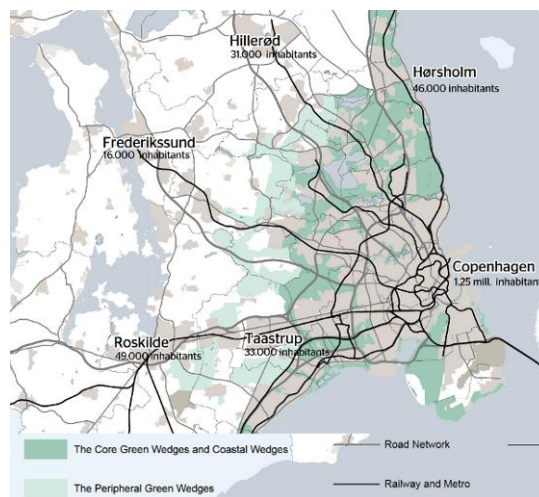 Hillerød
31.000 inhabitants
Hørsholm
46.000 inhabitants
Frederikssund
16.000 inhabitants
Copenhagen
1.25 mill. inhabitant
Roskilde
49.000 inhabitants
Taastrup
33.000 inhabitants
The Core Green Wedges and Coastal Wedges
Road Network
The Peripheral Green Wedges
Railway and Metro